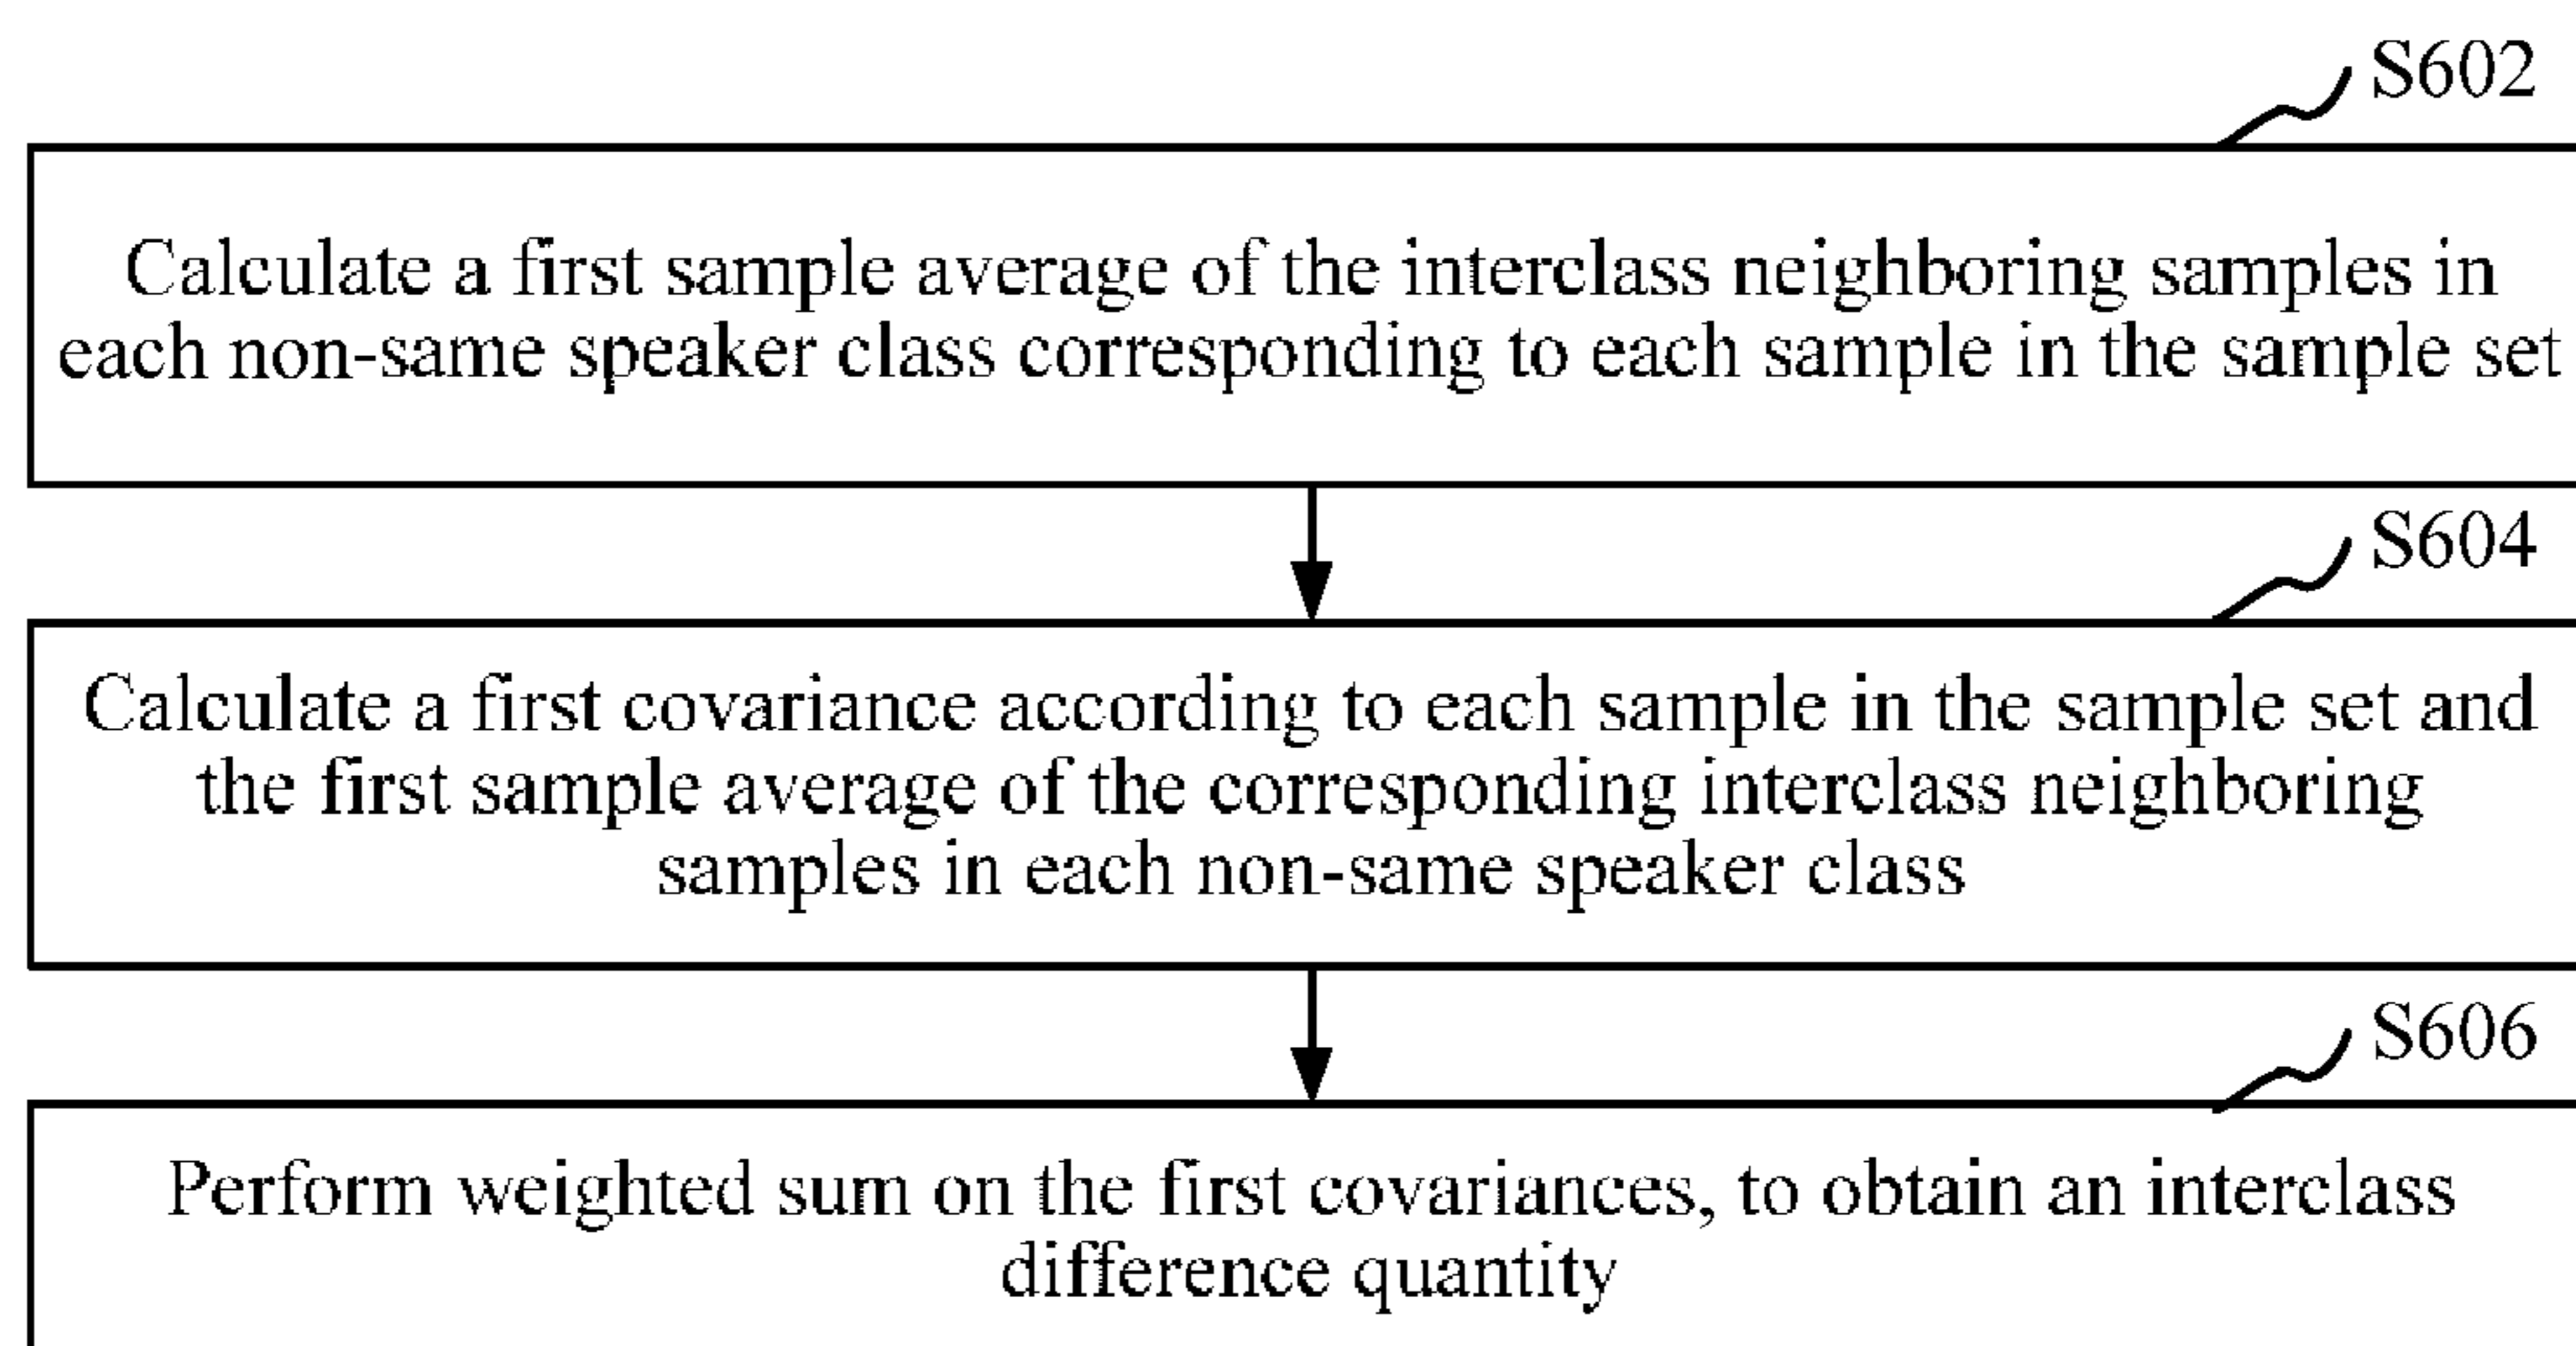 S602
Calculate a first sample average of the interclass neighboring samples in
each non-same speaker class corresponding to each sample in the sample set
S604
Calculate a first covariance according to each sample in the sample set and
the first sample average of the corresponding interclass neighboring
samples in each non-same speaker class
S606
Perform weighted sum on the first covariances, to obtain an interclass
difference quantity